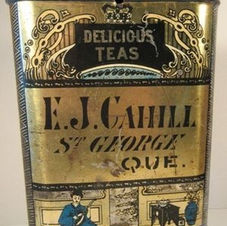 DELICIOUS
TEAS
E.J. CAHILL
ST GEORGE
QUE.